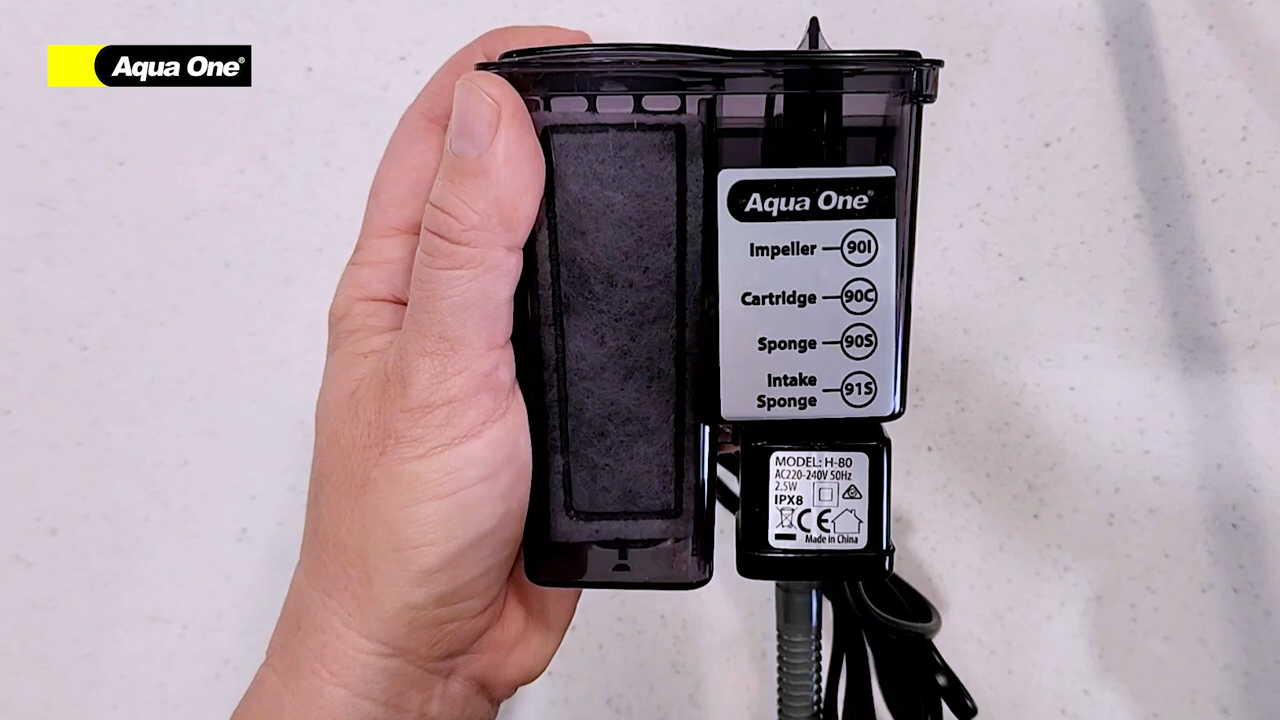 Aqua One®
Aqua One®
Impeller 90I
Cartridge 90C
Sponge 90S
Intake
Sponge 91S
MODEL: H-80
AC220-240V 50Hz
2.5W
IPX8
CE
Made in China